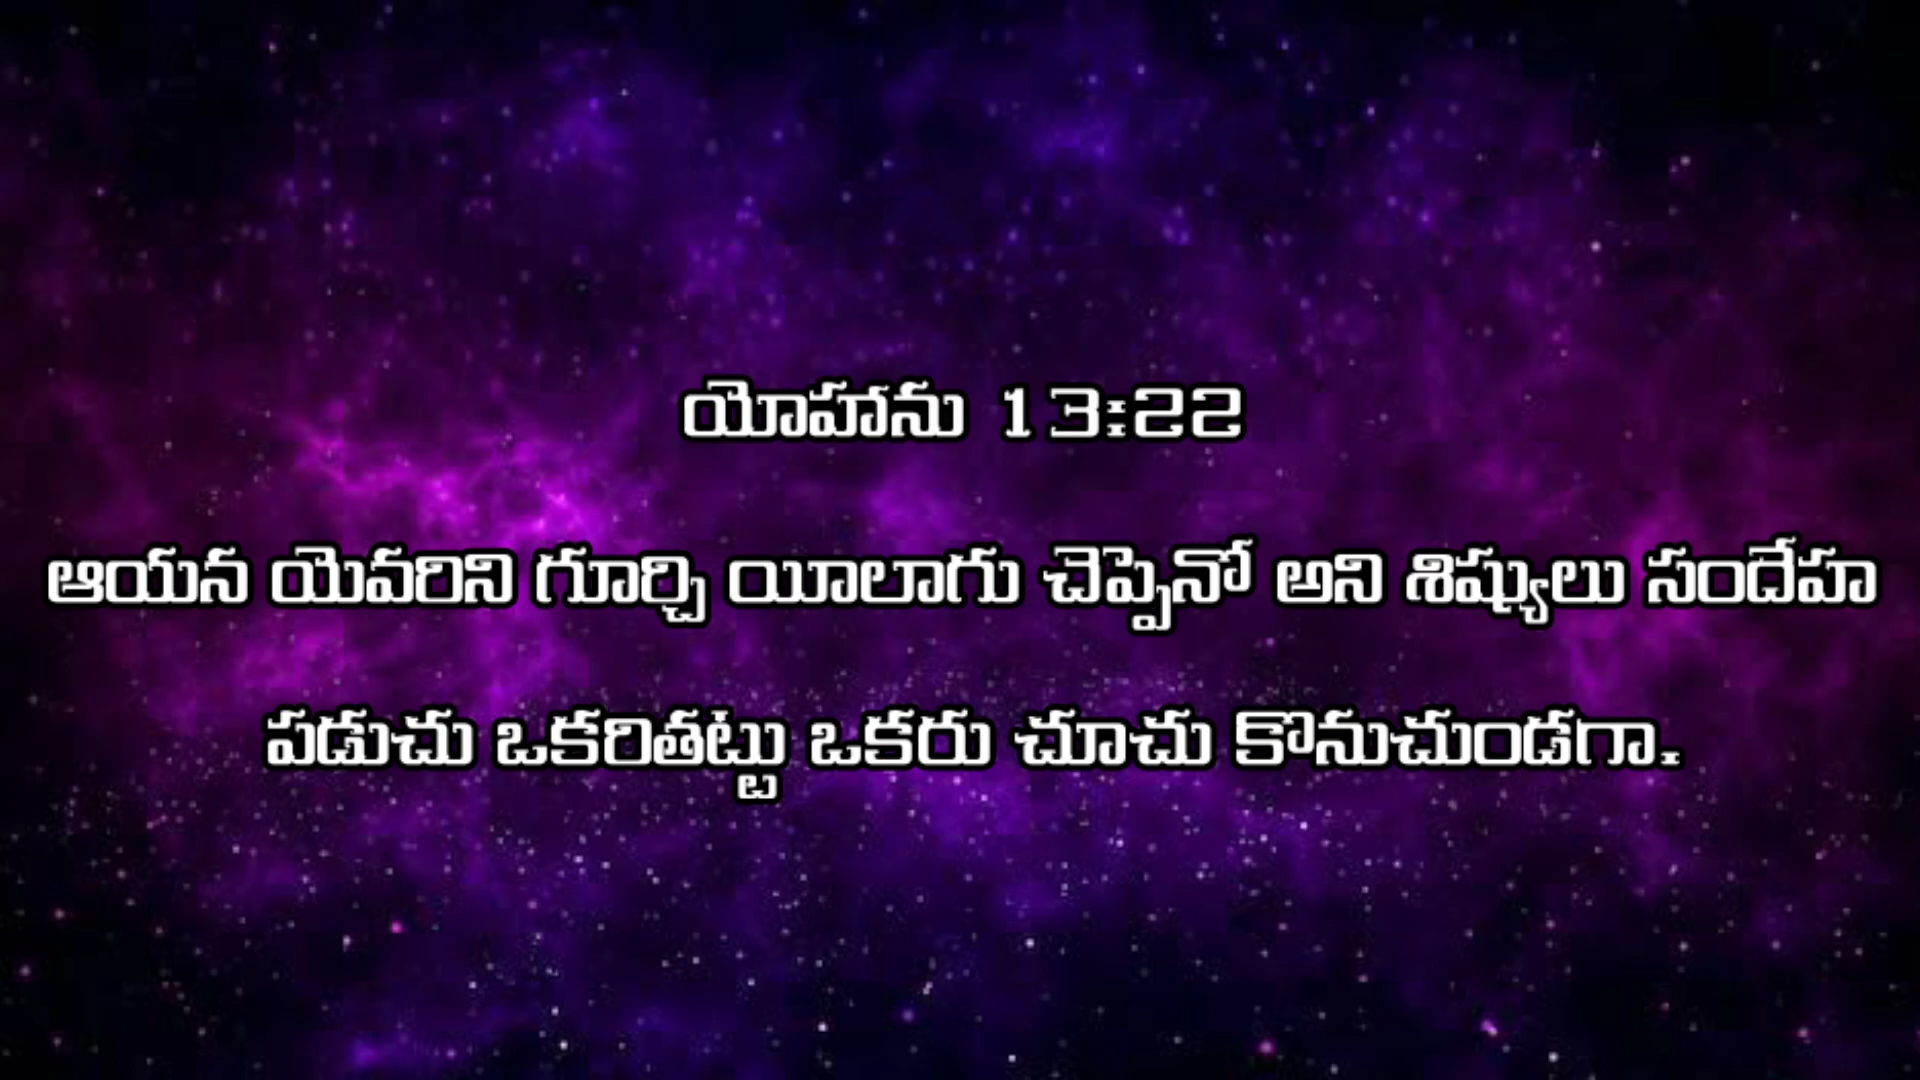 యోహాను 13:22
ఆయన యెవరిని గూర్చి యీలాగు చెప్పెనో అని శిష్యులు సందేహ
పడుచు ఒకరితట్టు ఒకరు చూచు కొనుచుండగా.